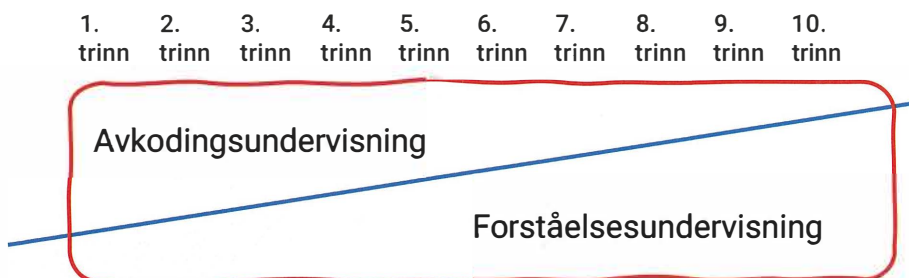 1. 2. 3. 4. 5. 6. 7. 8. 9. 10.
trinn trinn trinn trinn trinn trinn trinn trinn trinn trinn
Avkodingsundervisning
Forståelsesundervisning